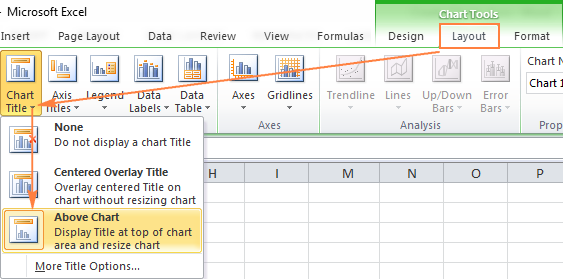 - Microsoft Excel
Chart Tools
Insert Page Layout Data Review View Formulas Design Layout Format
Chart Title Axis Titles Legend Data Labels Data Table Axes Gridlines Trendline Lines Up/Down Bars Error Bars Chart N
Chart 1
Axes Analysis Prop
None
Do not display a chart Title
Centered Overlay Title
Overlay centered Title on
chart without resizing chart
Above Chart
Display Title at top of chart
area and resize chart
More Title Options...
H I M N O P